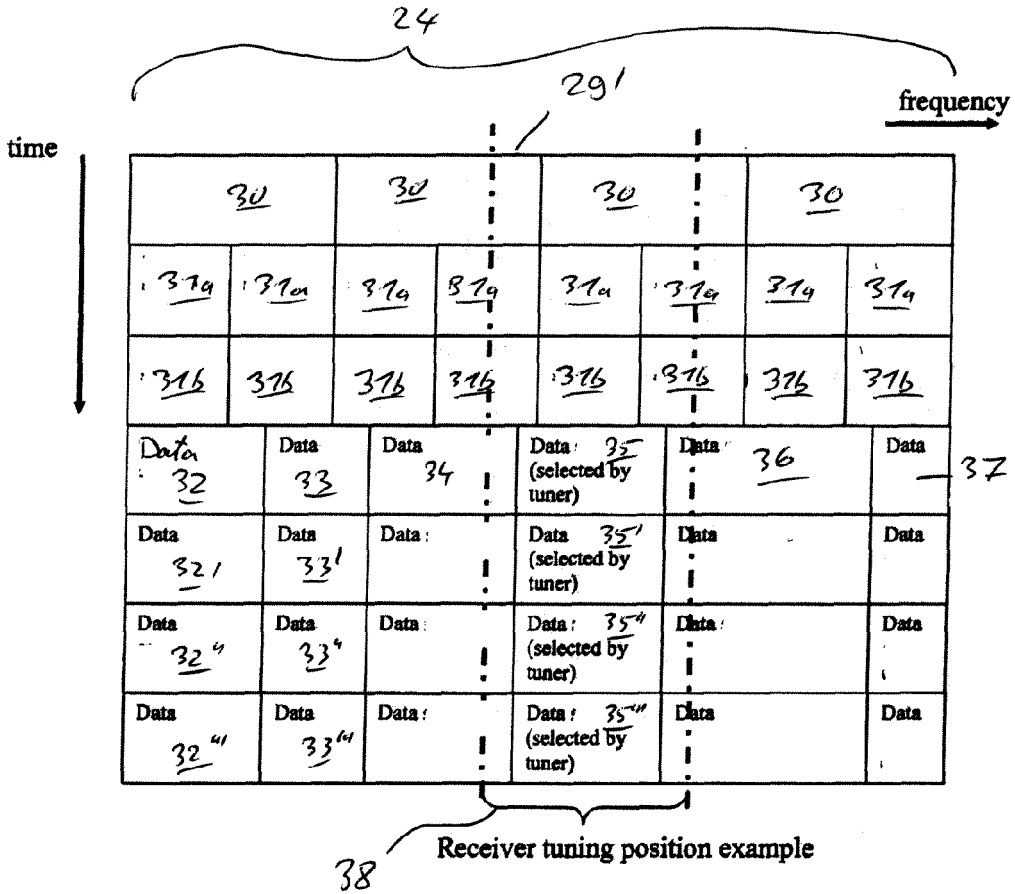 24
29'
frequency
time
30 30 30 30
31a 31a 31a 31a 31a 31a 31a 31a
31b 31b 31b 31b 31b 31b 31b 31b
Data Data Data Data 35 Data 36 Data 37
32 33 34 (selected by
tuner)
Data Data Data Data 35' Data Data
32' 33' (selected by
tuner)
Data Data Data Data 35" Data Data
32" 33" (selected by
tuner)
Data Data Data Data 35''' Data Data
32''' 33''' (selected by
tuner)
38
Receiver tuning position example